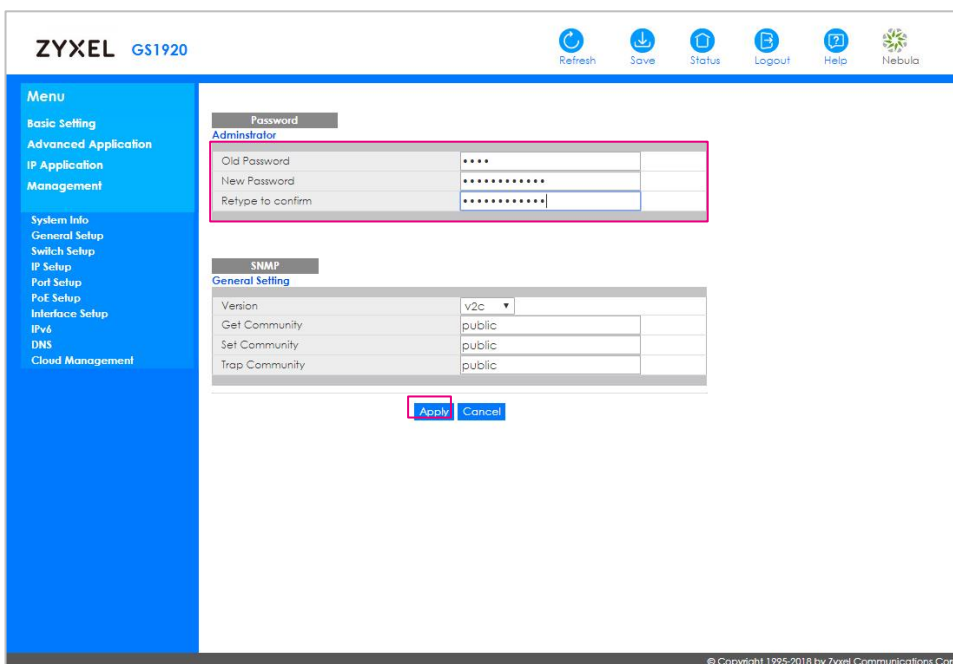 ZYXEL GS1920
Refresh Save Status Logout Help Nebula
Menu
Basic Setting
Advanced Application
IP Application
Management
System Info
General Setup
Switch Setup
IP Setup
Port Setup
PoE Setup
Interface Setup
IPv6
DNS
Cloud Management
Password
Adminstrator
Old Password ••••
New Password ••••••••••••
Retype to confirm ••••••••••••
SNMP
General Setting
Version v2c
Get Community public
Set Community public
Trap Community public
Apply Cancel
© Copyright 1995-2018 by Zyxel Communications Cor